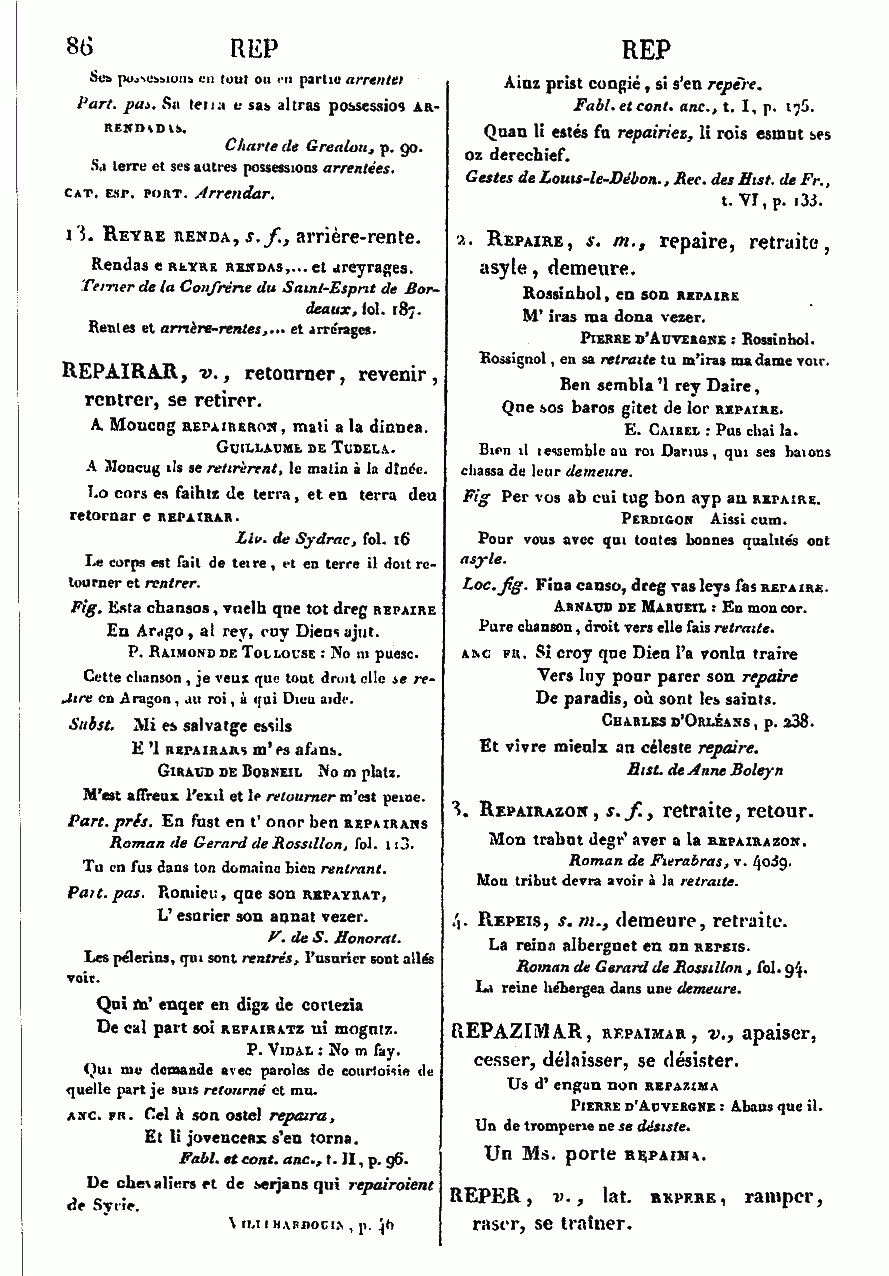 86 REP REP
Ses possessions en tout ou en partie arrenter
Part. pas. Sa terra e sas altras possessios AR-
RENDADAS.
Charte de Grealou, p. 90.
Sa terre et ses autres possessions arrentées.
CAT. ESP. PORT. Arrendar.
13. REYRE RENDA, s. f., arrière-rente.
Rendas e REYRE RENDAS,... et areyrages.
Terrier de la Confrérie du Saint-Esprit de Bor-
deaux, fol. 187.
Rentes et arrière-rentes,... et arrérages.
REPAIRAR, v., retourner, revenir,
rentrer, se retirer.
A Moncug REPAIRERON, mati a la dinnea.
GUILLAUME DE TUDELA.
A Moncug ils se retirèrent, le matin à la dînée.
Lo cors es faihtz de terra, et en terra deu
retornar e REPAIRAR.
Liv. de Sydrac, fol. 16
Le corps est fait de terre, et en terre il doit re-
tourner et rentrer.
Fig. Esta chansos, vuelh que tot dreg REPAIRE
En Arago, al rey, cuy Dieus ajut.
P. RAIMOND DE TOLLOUSE : No m puesc.
Cette chanson, je veux que tout droit elle se re-
tire en Aragon, au roi, à qui Dieu aide.
Subst. Mi es salvatge essils
E 'l REPAIRARS m' es afans.
GIRAUD DE BORNEIL No m platz.
M'est affreux l'exil et le retourner m'est peine.
Part. prés. En fust en t' onor ben REPAIRANS
Roman de Gerard de Rossillon, fol. 113.
Tu en fus dans ton domaine bien rentrant.
Part. pas. Romieu, que son REPAYRAT,
L' esurier son annat vezer.
V. de S. Honorat.
Les pélerins, qui sont rentrés, l'usurier sont allés
voir.
Qui m' enqer en digz de cortezia
De cal part soi REPAIRATZ ni mogutz.
P. VIDAL : No m fay.
Qui me demande avec paroles de courtoisie de
quelle part je suis retourné et mu.
ANC. FR. Cel à son ostel repaira,
Et li jovenceax s'en torna.
Fabl. et cont. anc., t. II, p. 96.
De chevaliers et de serjans qui repairoient
de Syrie.
VILLEHARDOUIN, p. 46
Ainz prist congié, si s'en repère.
Fabl. et cont. anc., t. I, p. 175.
Quan li estés fu repairiez, li rois esmut ses
oz derechief.
Gestes de Louis-le-Débon., Rec. des Hist. de Fr.,
t. VI, p. 133.
2. REPAIRE, s. m., repaire, retraite,
asyle, demeure.
Rossinhol, en son REPAIRE
M' iras ma dona vezer.
PIERRE D'AUVERGNE : Rossinhol.
Rossignol, en sa retraite tu m'iras ma dame voir.
Ben sembla 'l rey Daire,
Que sos baros gitet de lor REPAIRE.
E. CAIREL : Pus chai la.
Bien il ressemble au roi Darius, qui ses barons
chassa de leur demeure.
Fig Per vos ab cui tug bon ayp an REPAIRE.
PERDIGON Aissi cum.
Pour vous avec qui toutes bonnes qualités ont
asyle.
Loc. fig. Fina canso, dreg vas leys fas REPAIRE.
ARNAUD DE MARUEIL : En mon cor.
Pure chanson, droit vers elle fais retraite.
ANC FR. Si croy que Dieu l'a voulu traire
Vers luy pour parer son repaire
De paradis, où sont les saints.
CHARLES D'ORLÉANS, p. 238.
Et vivre mieulx au céleste repaire.
Hist. de Anne Boleyn
3. REPAIRAZON, s. f., retraite, retour.
Mon trabut degr' aver a la REPAIRAZON.
Roman de Fierabras, v. 4039.
Mon tribut devra avoir à la retraite.
4. REPEIS, s. m., demeure, retraite.
La reina alberguet en un REPEIS.
Roman de Gerard de Rossillon, fol. 94.
La reine hébergea dans une demeure.
REPAZIMAR, REPAIMAR, v., apaiser,
cesser, délaisser, se désister.
Us d' engan non REPAZIMA
PIERRE D'AUVERGNE : Abans que il.
Un de tromperie ne se désiste.
Un Ms. porte REPAIMA.
REPER, v., lat. REPERE, ramper,
raser, se traîner.